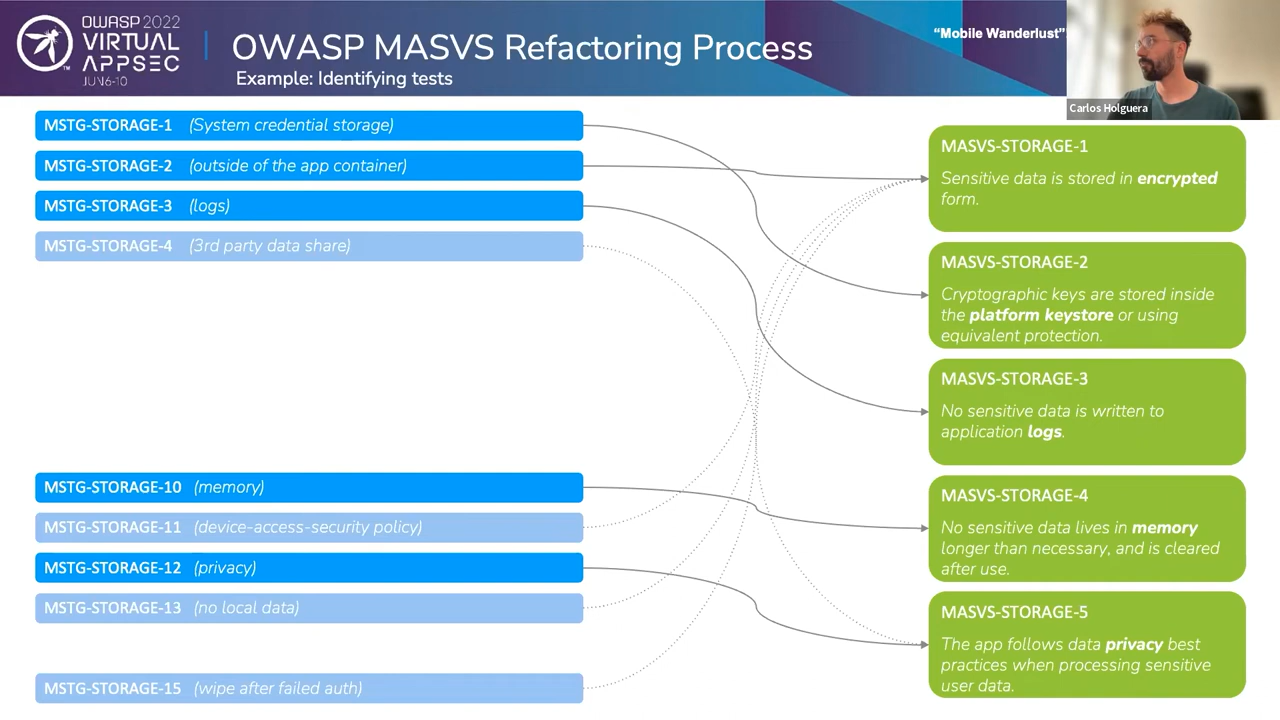 OWASP 2022
VIRTUAL
APPSEC
JUN6-10
OWASP MASVS Refactoring Process
Example: Identifying tests
“Mobile Wanderlust”
Carlos Holguera
MSTG-STORAGE-1 (System credential storage)
MSTG-STORAGE-2 (outside of the app container)
MSTG-STORAGE-3 (logs)
MSTG-STORAGE-4 (3rd party data share)
MSTG-STORAGE-10 (memory)
MSTG-STORAGE-11 (device-access-security policy)
MSTG-STORAGE-12 (privacy)
MSTG-STORAGE-13 (no local data)
MSTG-STORAGE-15 (wipe after failed auth)
MASVS-STORAGE-1
Sensitive data is stored in encrypted
form.
MASVS-STORAGE-2
Cryptographic keys are stored inside
the platform keystore or using
equivalent protection.
MASVS-STORAGE-3
No sensitive data is written to
application logs.
MASVS-STORAGE-4
No sensitive data lives in memory
longer than necessary, and is cleared
after use.
MASVS-STORAGE-5
The app follows data privacy best
practices when processing sensitive
user data.